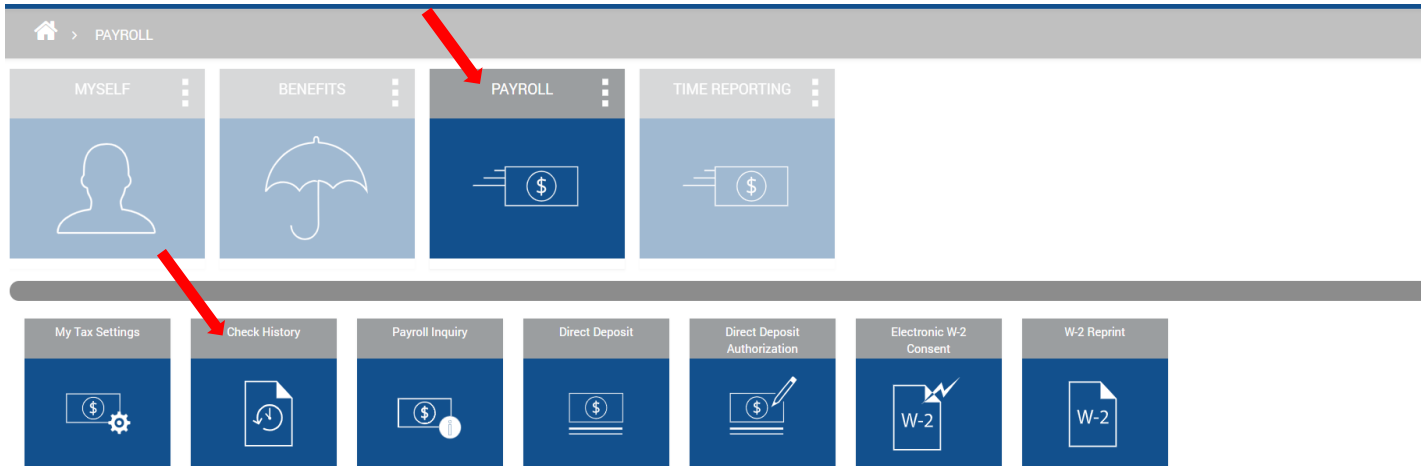 > PAYROLL
MYSELF
BENEFITS
PAYROLL
TIME REPORTING
$
$
My Tax Settings
Check History
Payroll Inquiry
Direct Deposit
Direct Deposit
Authorization
Electronic W-2
Consent
W-2 Reprint
$
$
i
$
$
W-2
W-2